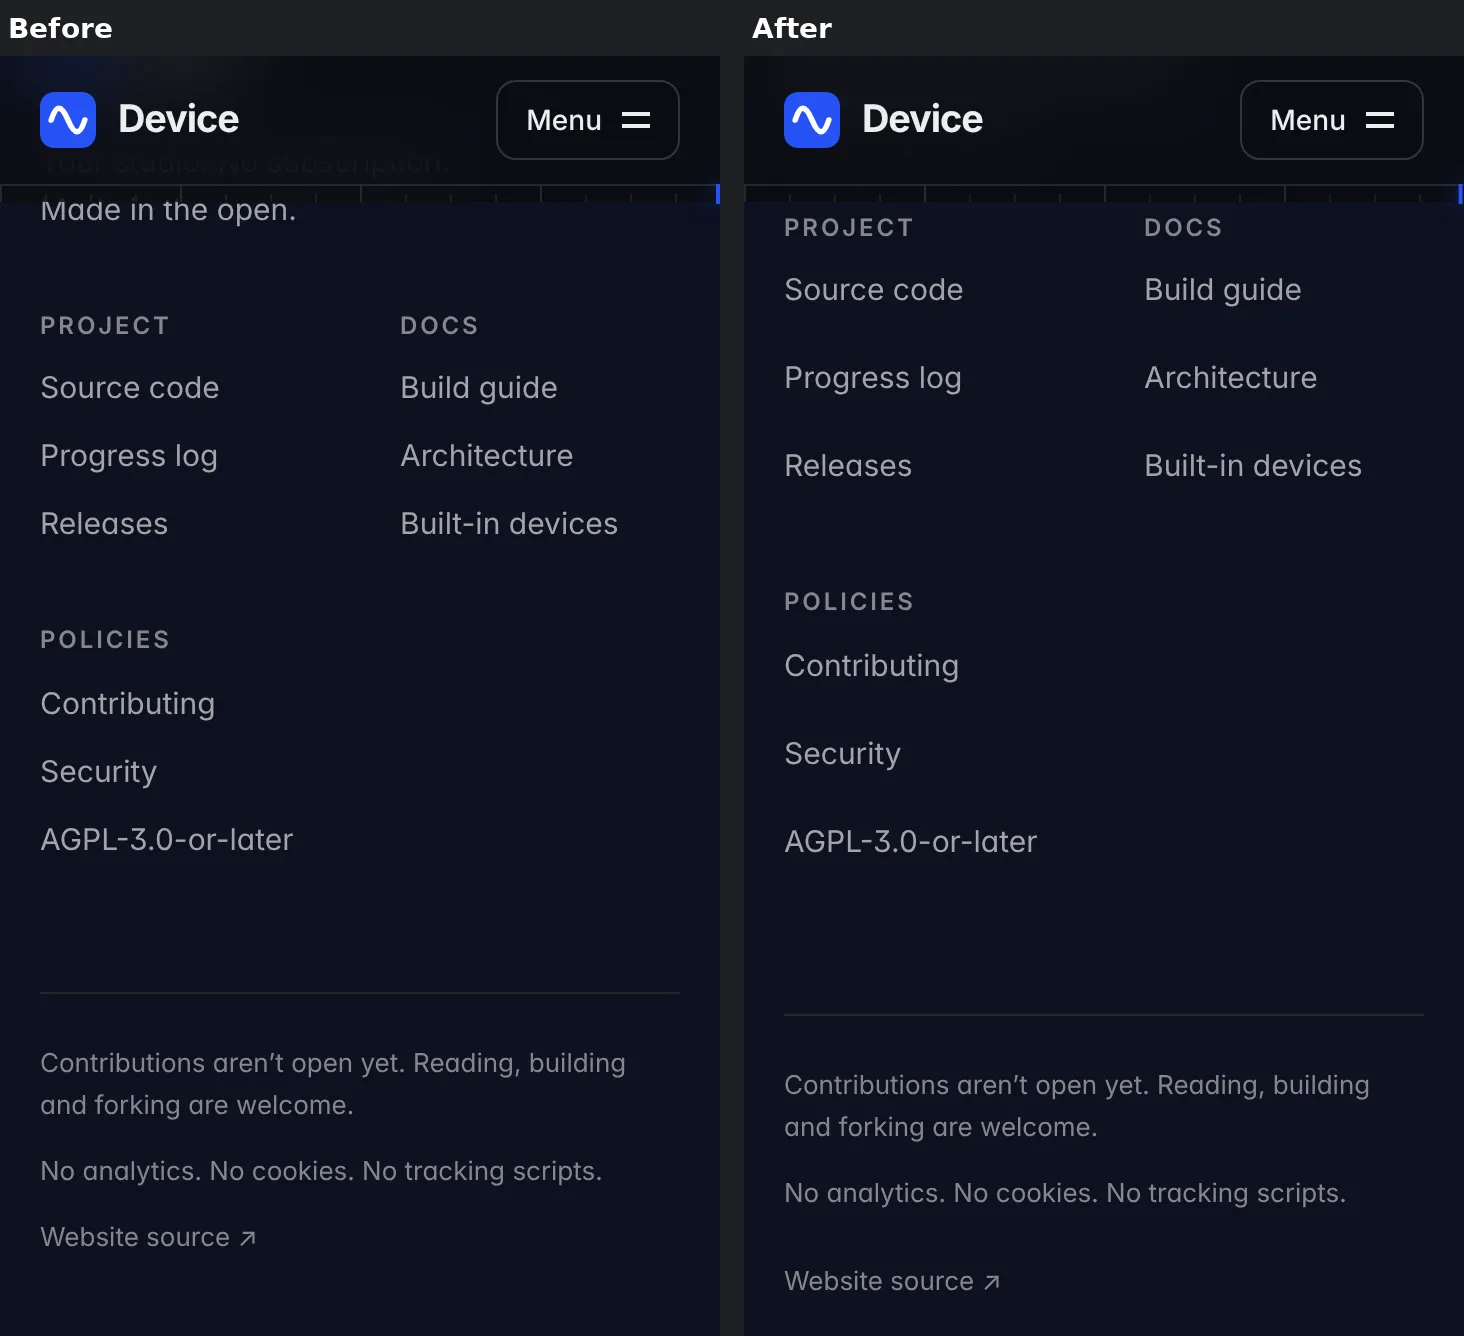 Before
Device
Menu
Your studio. No subscription.
Made in the open.
PROJECT
DOCS
Source code
Build guide
Progress log
Architecture
Releases
Built-in devices
POLICIES
Contributing
Security
AGPL-3.0-or-later
Contributions aren’t open yet. Reading, building
and forking are welcome.
No analytics. No cookies. No tracking scripts.
Website source ↗
After
Device
Menu
PROJECT
DOCS
Source code
Build guide
Progress log
Architecture
Releases
Built-in devices
POLICIES
Contributing
Security
AGPL-3.0-or-later
Contributions aren’t open yet. Reading, building
and forking are welcome.
No analytics. No cookies. No tracking scripts.
Website source ↗